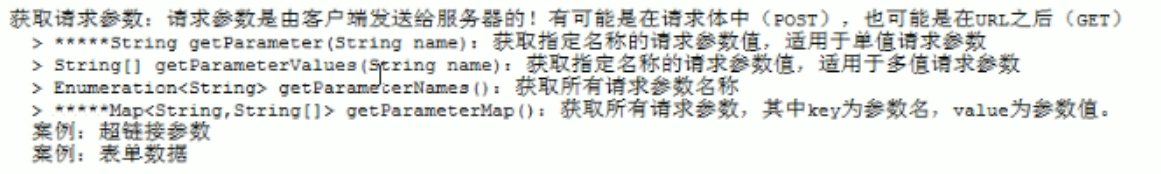 获取请求参数：请求参数是由客户端发送给服务器的！有可能是在请求体中（POST），也可能是在URL之后（GET）
> *****String getParameter(String name)：获取指定名称的请求参数值，适用于单值请求参数
> String[] getParameterValues(String name)：获取指定名称的请求参数值，适用于多值请求参数
> Enumeration<String> getParameterNames()：获取所有请求参数名称
> *****Map<String,String[]> getParameterMap()：获取所有请求参数，其中key为参数名，value为参数值。
案例：超链接参数
案例：表单数据